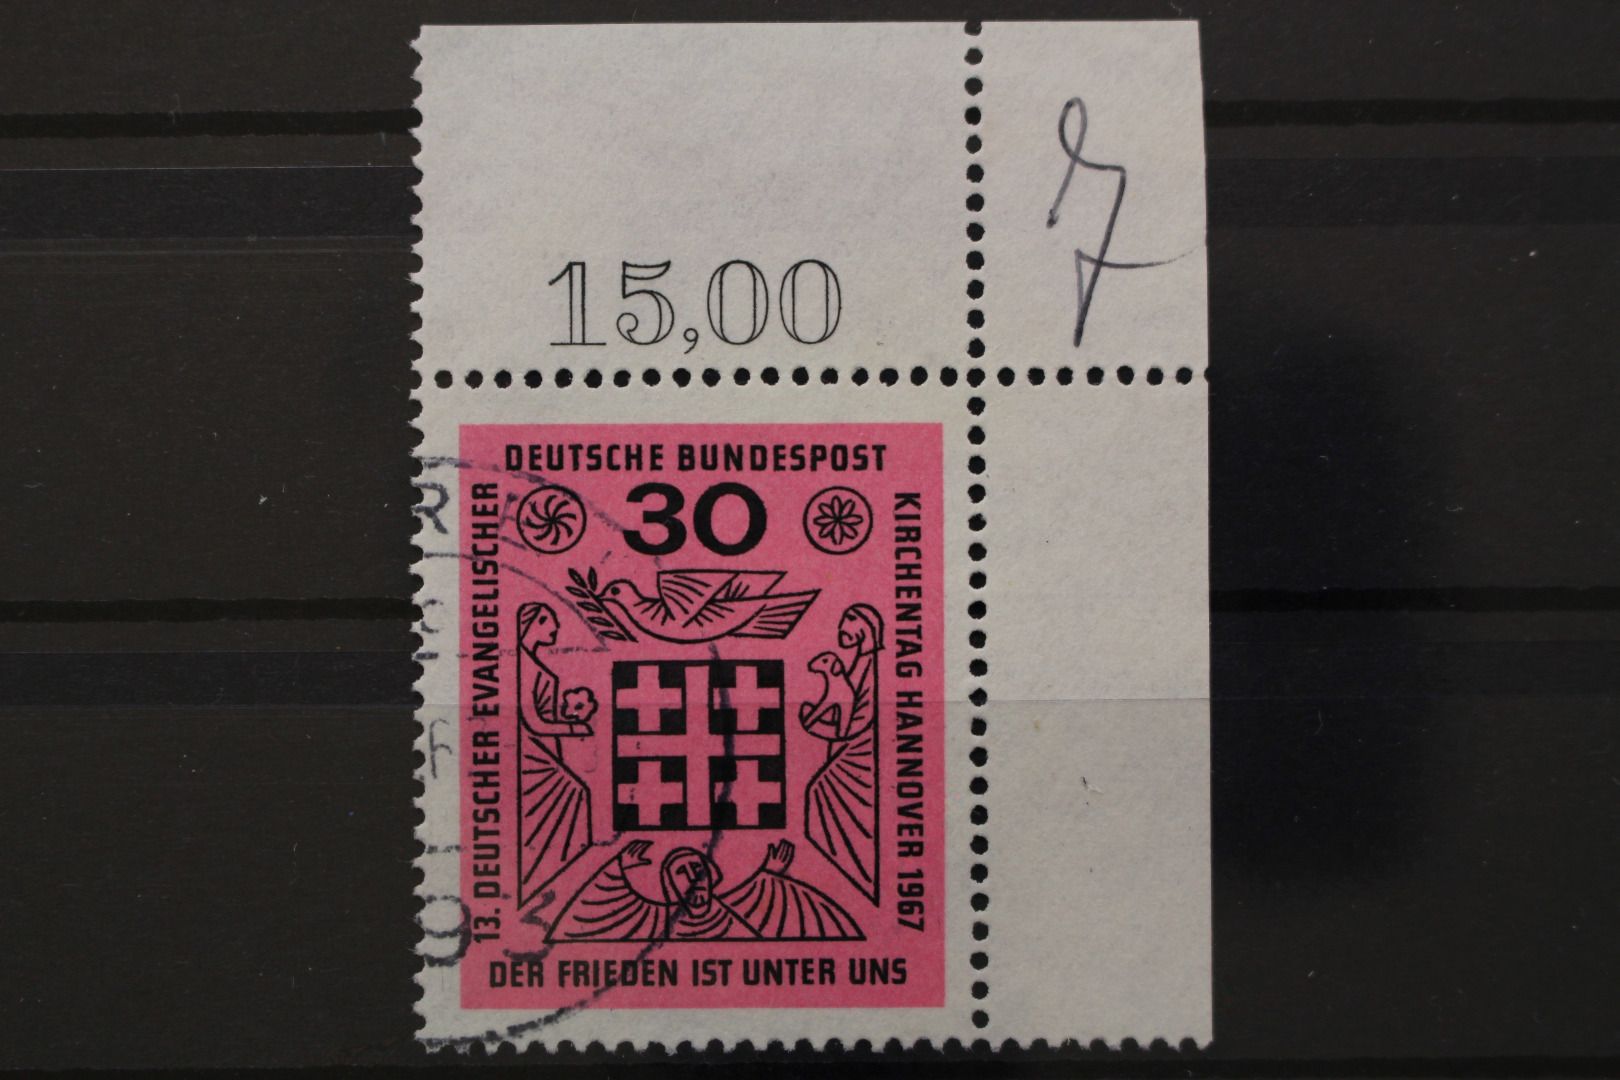 7
15,00
DEUTSCHE BUNDESPOST
30
13. DEUTSCHER EVANGELISCHER
KIRCHENTAG HANNOVER 1967
DER FRIEDEN IST UNTER UNS